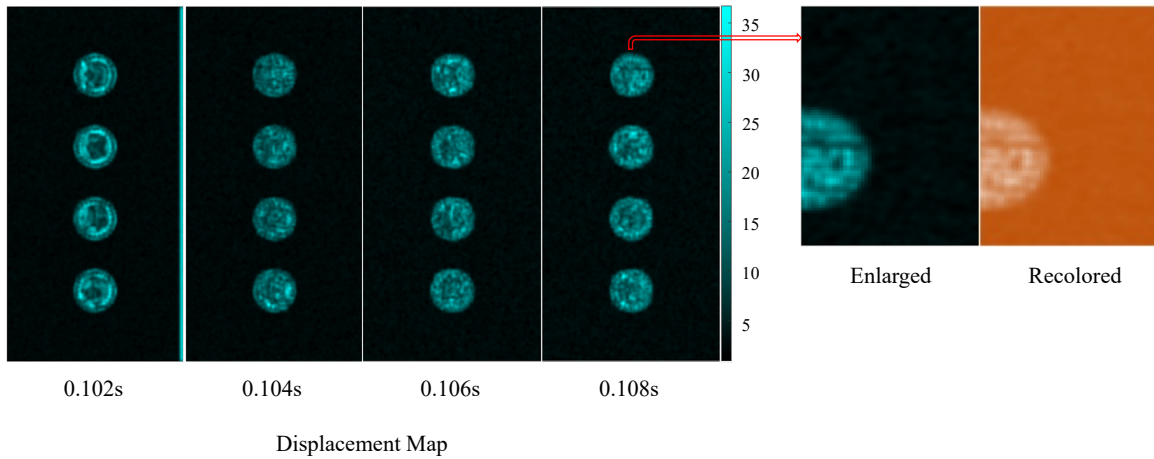 35
30
25
20
15
10
5
Enlarged
Recolored
0.102s
0.104s
0.106s
0.108s
Displacement Map